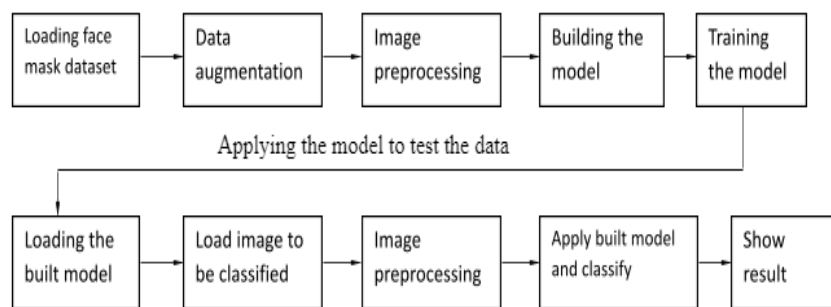 Loading face
mask dataset
Data
augmentation
Image
preprocessing
Building the
model
Training
the model
Applying the model to test the data
Loading the
built model
Load image to
be classified
Image
preprocessing
Apply built model
and classify
Show
result